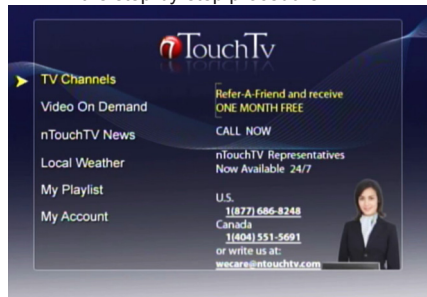 nTouchTv
TV Channels
Video On Demand
nTouchTV News
Local Weather
My Playlist
My Account
Refer-A-Friend and receive
ONE MONTH FREE
CALL NOW
nTouchTV Representatives
Now Available 24/7
U.S.
1(877) 686-8248
Canada
1(404) 551-5691
or write us at:
wecare@ntouchtv.com